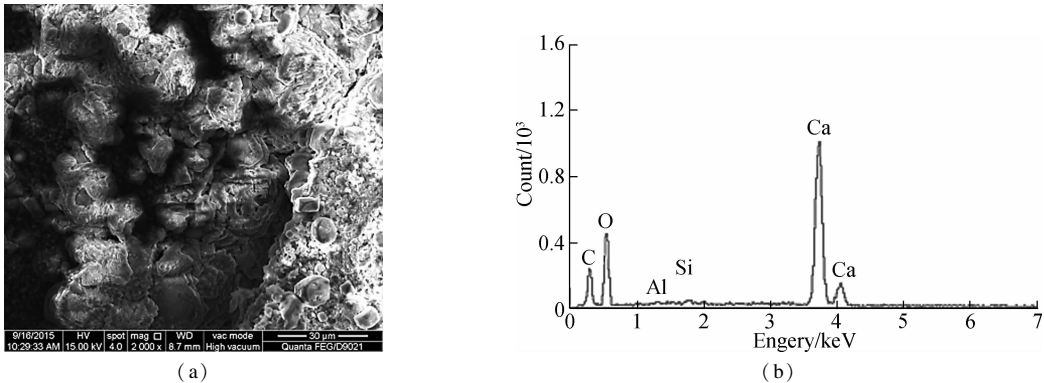 9/16/2015 HV spot mag □ WD vac mode 30 μm
10:29:33 AM 15.00 kV 4.0 2 000 x 8.7 mm High vacuum Quanta FEG/D9021
(a)
1.6
1.2
0.8
0.4
0
Count/10³
C
O
Al
Si
Ca
Ca
0 1 2 3 4 5 6 7
Engery/keV
(b)